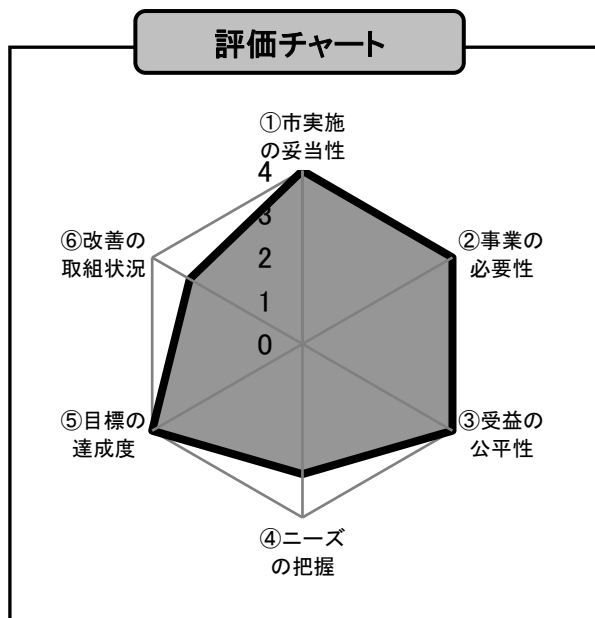 評価チャート
①市実施
の妥当性
4
3
2
1
0
②事業の
必要性
③受益の
公平性
④ニーズ
の把握
⑤目標の
達成度
⑥改善の
取組状況